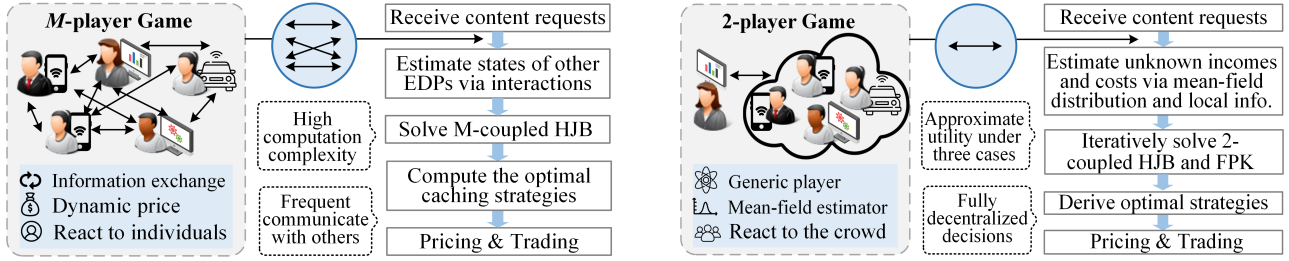 M-player Game
Information exchange
Dynamic price
React to individuals
High
computation
complexity
Frequent
communicate
with others
Receive content requests
Estimate states of other
EDPs via interactions
Solve M-coupled HJB
Compute the optimal
caching strategies
Pricing & Trading
2-player Game
Generic player
Mean-field estimator
React to the crowd
Approximate
utility under
three cases
Fully
decentralized
decisions
Receive content requests
Estimate unknown incomes
and costs via mean-field
distribution and local info.
Iteratively solve 2-
coupled HJB and FPK
Derive optimal strategies
Pricing & Trading